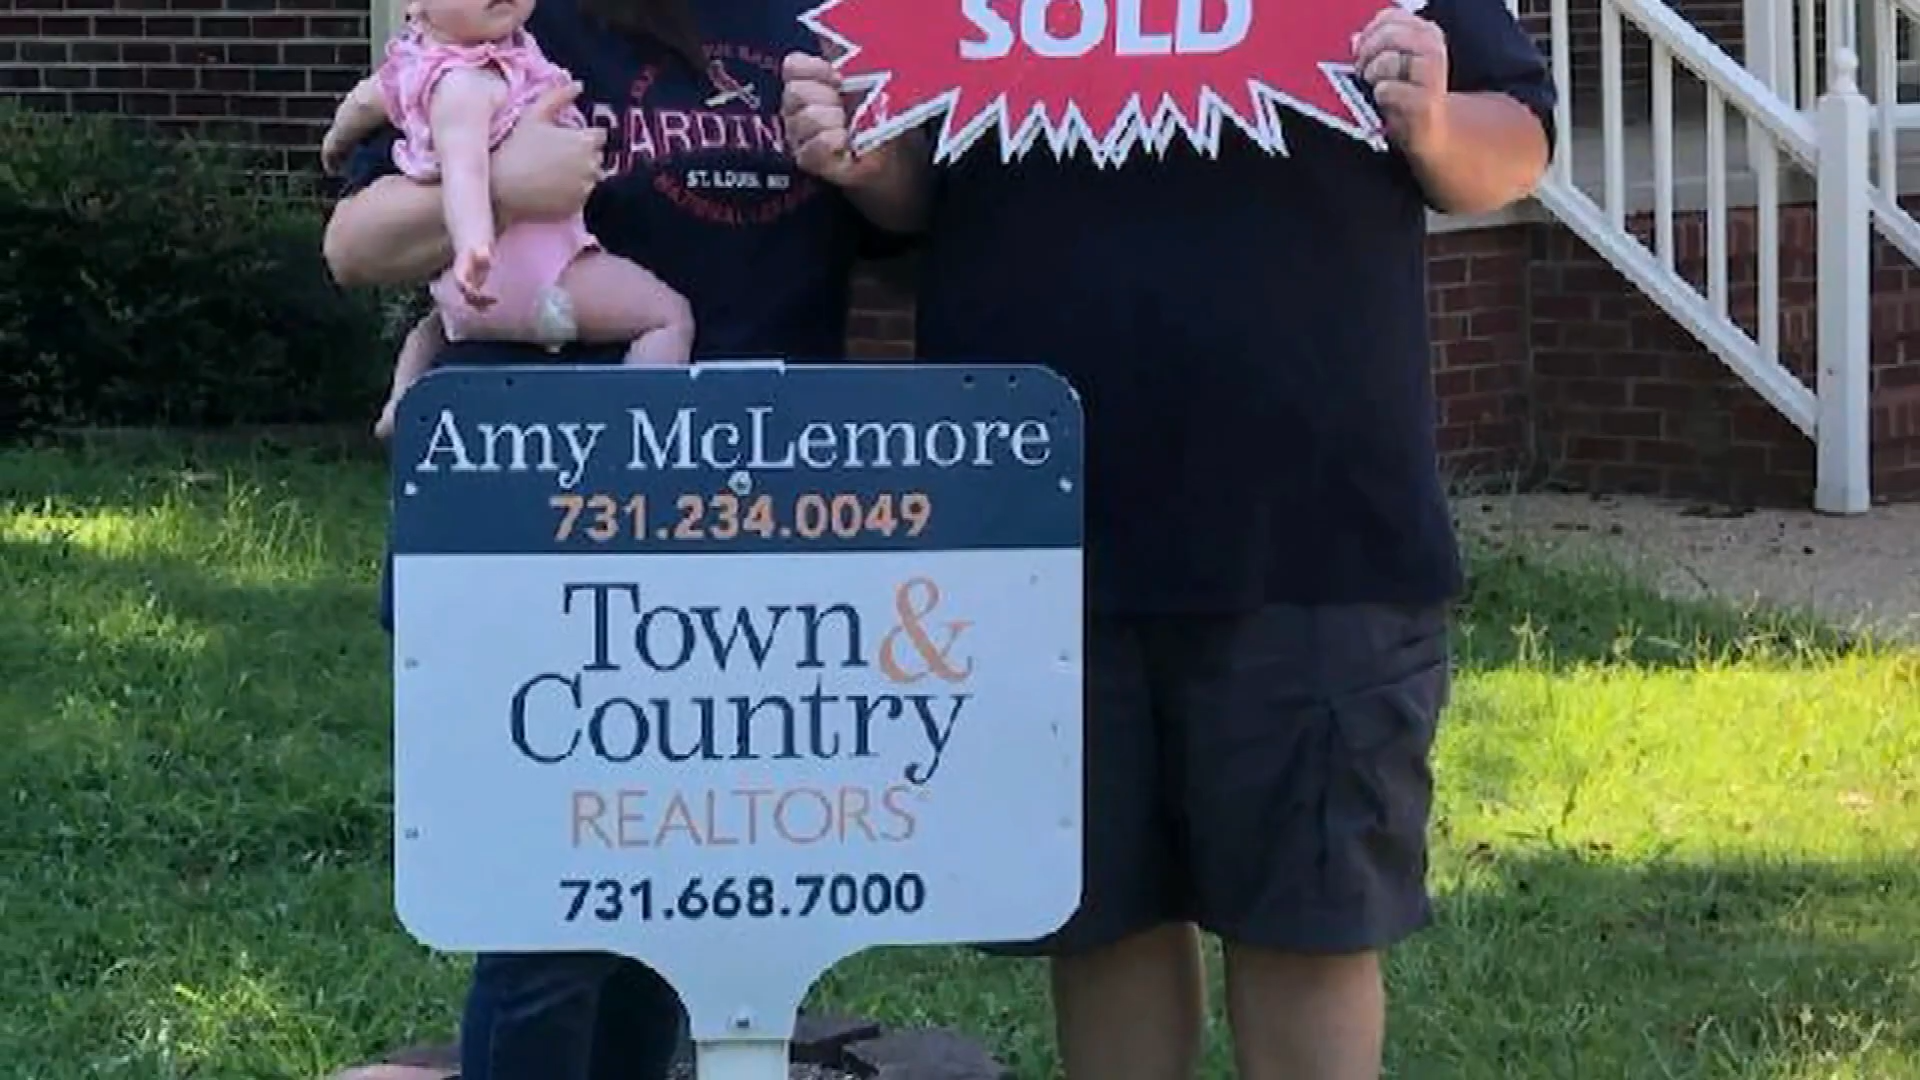 SOLD
CARDIN
ST. LOUIS, MO
Amy McLemore
731.234.0049
Town &
Country
REALTORS
731.668.7000